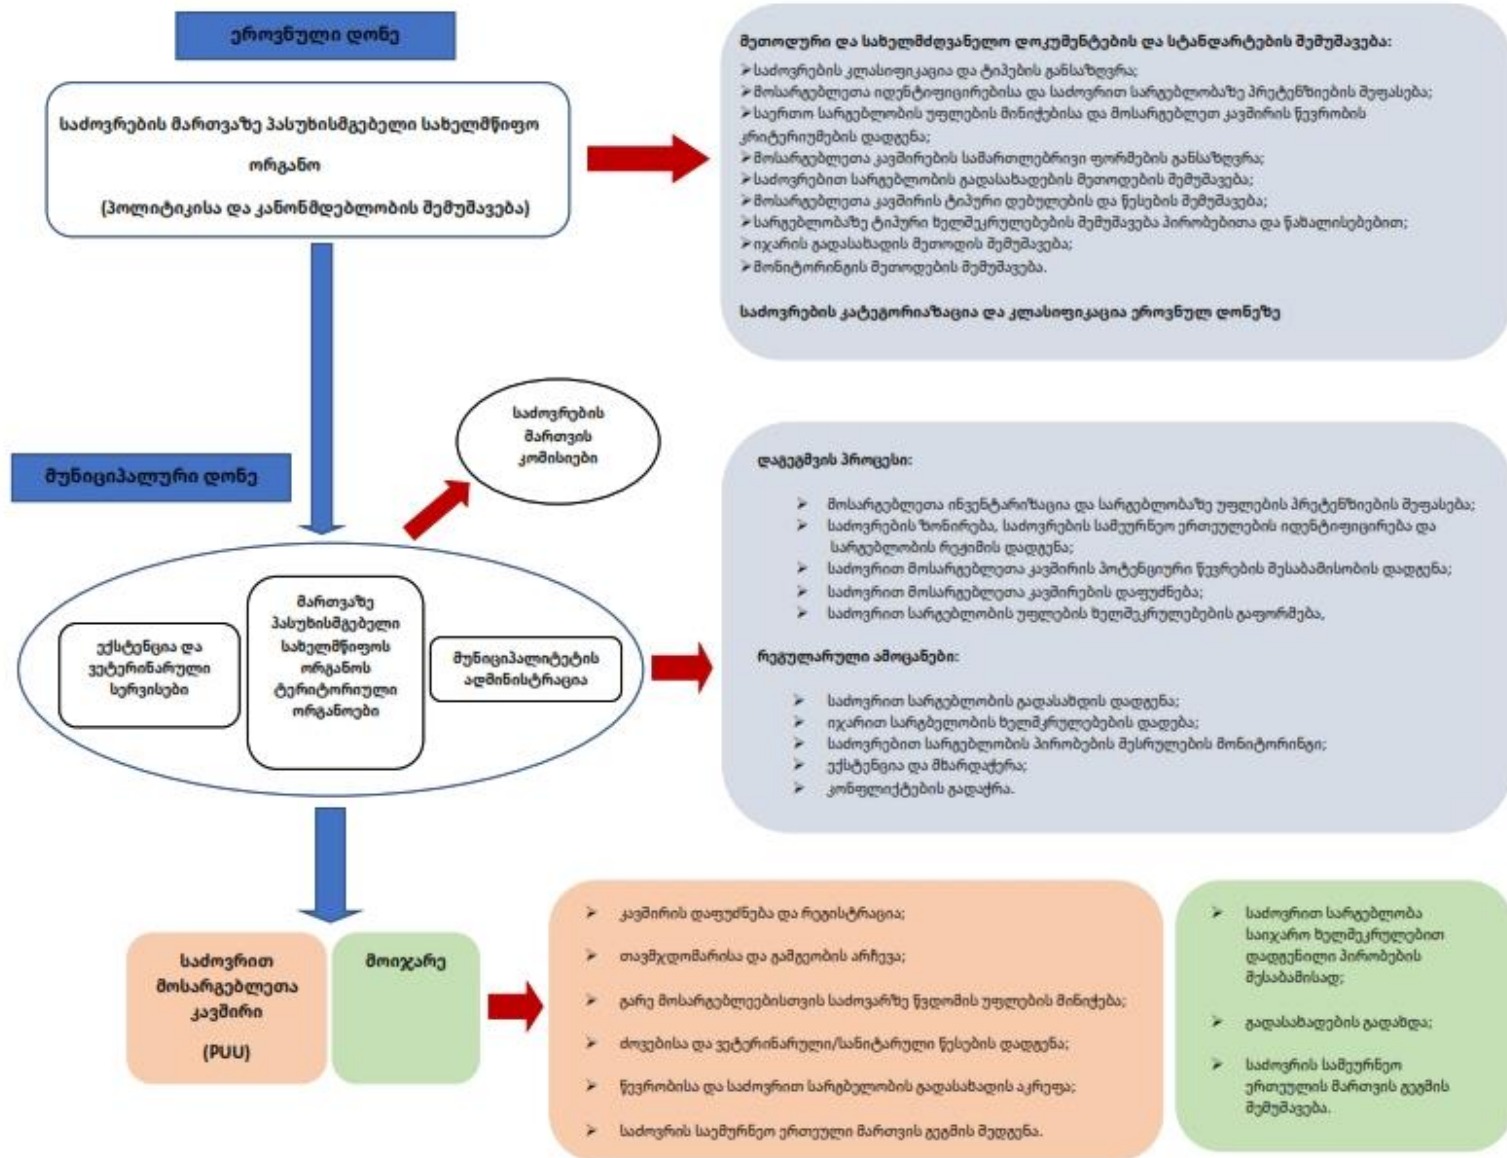 ეროვნული დონე
საძოვრების მართვაზე პასუხისმგებელი სახელმწიფო
ორგანო
(პოლიტიკისა და კანონმდებლობის შემუშავება)
მეთოდური და სახელმძღვანელო დოკუმენტების და სტანდარტების შემუშავება:
➢საძოვრების კლასიფიკაცია და ტიპების განსაზღვრა;
➢მოსარგებლეთა იდენტიფიცირებისა და საძოვრით სარგებლობაზე პრეტენზიების შეფასება;
➢საერთო სარგებლობის უფლების მინიჭებისა და მოსარგებლეთ კავშირის წევრობის
კრიტერიუმების დადგენა;
➢მოსარგებლეთა კავშირების სამართლებრივი ფორმების განსაზღვრა;
➢საძოვრებით სარგებლობის გადასახადების მეთოდების შემუშავება;
➢მოსარგებლეთა კავშირის ტიპური დებულების და წესების შემუშავება;
➢სარგებლობაზე ტიპური ხელშეკრულებების შემუშავება პირობებითა და წახალისებებით;
➢იჯარის გადასახადის მეთოდის შემუშავება;
➢მონიტორინგის მეთოდების შემუშავება.
საძოვრების კატეგორიაზაცია და კლასიფიკაცია ეროვნულ დონეზე
საძოვრების
მართვის
კომისიები
მუნიციპალური დონე
ექსტენცია და
ვეტერინარული
სერვისები
მართვაზე
პასუხისმგებელი
სახელმწიფოს
ორგანოს
ტერიტორიული
ორგანოები
მუნიციპალიტეტის
ადმინისტრაცია
დაგეგმვის პროცესი:
➢ მოსარგებლეთა ინვენტარიზაცია და სარგებლობაზე უფლების პრეტენზიების შეფასება;
➢ საძოვრების ზონირება, საძოვრების სამეურნეო ერთეულების იდენტიფიცირება და
სარგებლობის რეჟიმის დადგენა;
➢ საძოვრით მოსარგებლეთა კავშირის პოტენციური წევრების შესაბამისობის დადგენა;
➢ საძოვრით მოსარგებლეთა კავშირების დაფუძნება;
➢ საძოვრით სარგებლობის უფლების ხელშეკრულებების გაფორმება,
რეგულარული ამოცანები:
➢ საძოვრით სარგებლობის გადასახდის დადგენა;
➢ იჯარით სარგბელობის ხელშკრულებების დადება;
➢ საძოვრებით სარგებლობის პირობების შესრულების მონიტორინგი;
➢ ექსტენცია და მხარდაჭერა;
➢ კონფლიქტების გადაჭრა.
საძოვრით
მოსარგებლეთა
კავშირი
(PUU)
მოიჯარე
➢ კავშირის დაფუძნება და რეგისტრაცია;
➢ თავმჯდომარისა და გამგეობის არჩევა;
➢ გარე მოსარგებლეებისთვის საძოვარზე წვდომის უფლების მინიჭება;
➢ ძოვებისა და ვეტერინარული/სანიტარული წესების დადგენა;
➢ წევრობისა და საძოვრით სარგბელობის გადასახადის აკრეფა;
➢ საძოვრის საემურნეო ერთეული მართვის გეგმის შედგენა.
➢ საძოვრით სარგებლობა
საიჯარო ხელშეკრულებით
დადგენილი პირობების
შესაბამისად;
➢ გადასახადების გადახდა;
➢ საძოვრის სამეურნეო
ერთეულის მართვის გეგმის
შემუშავება.